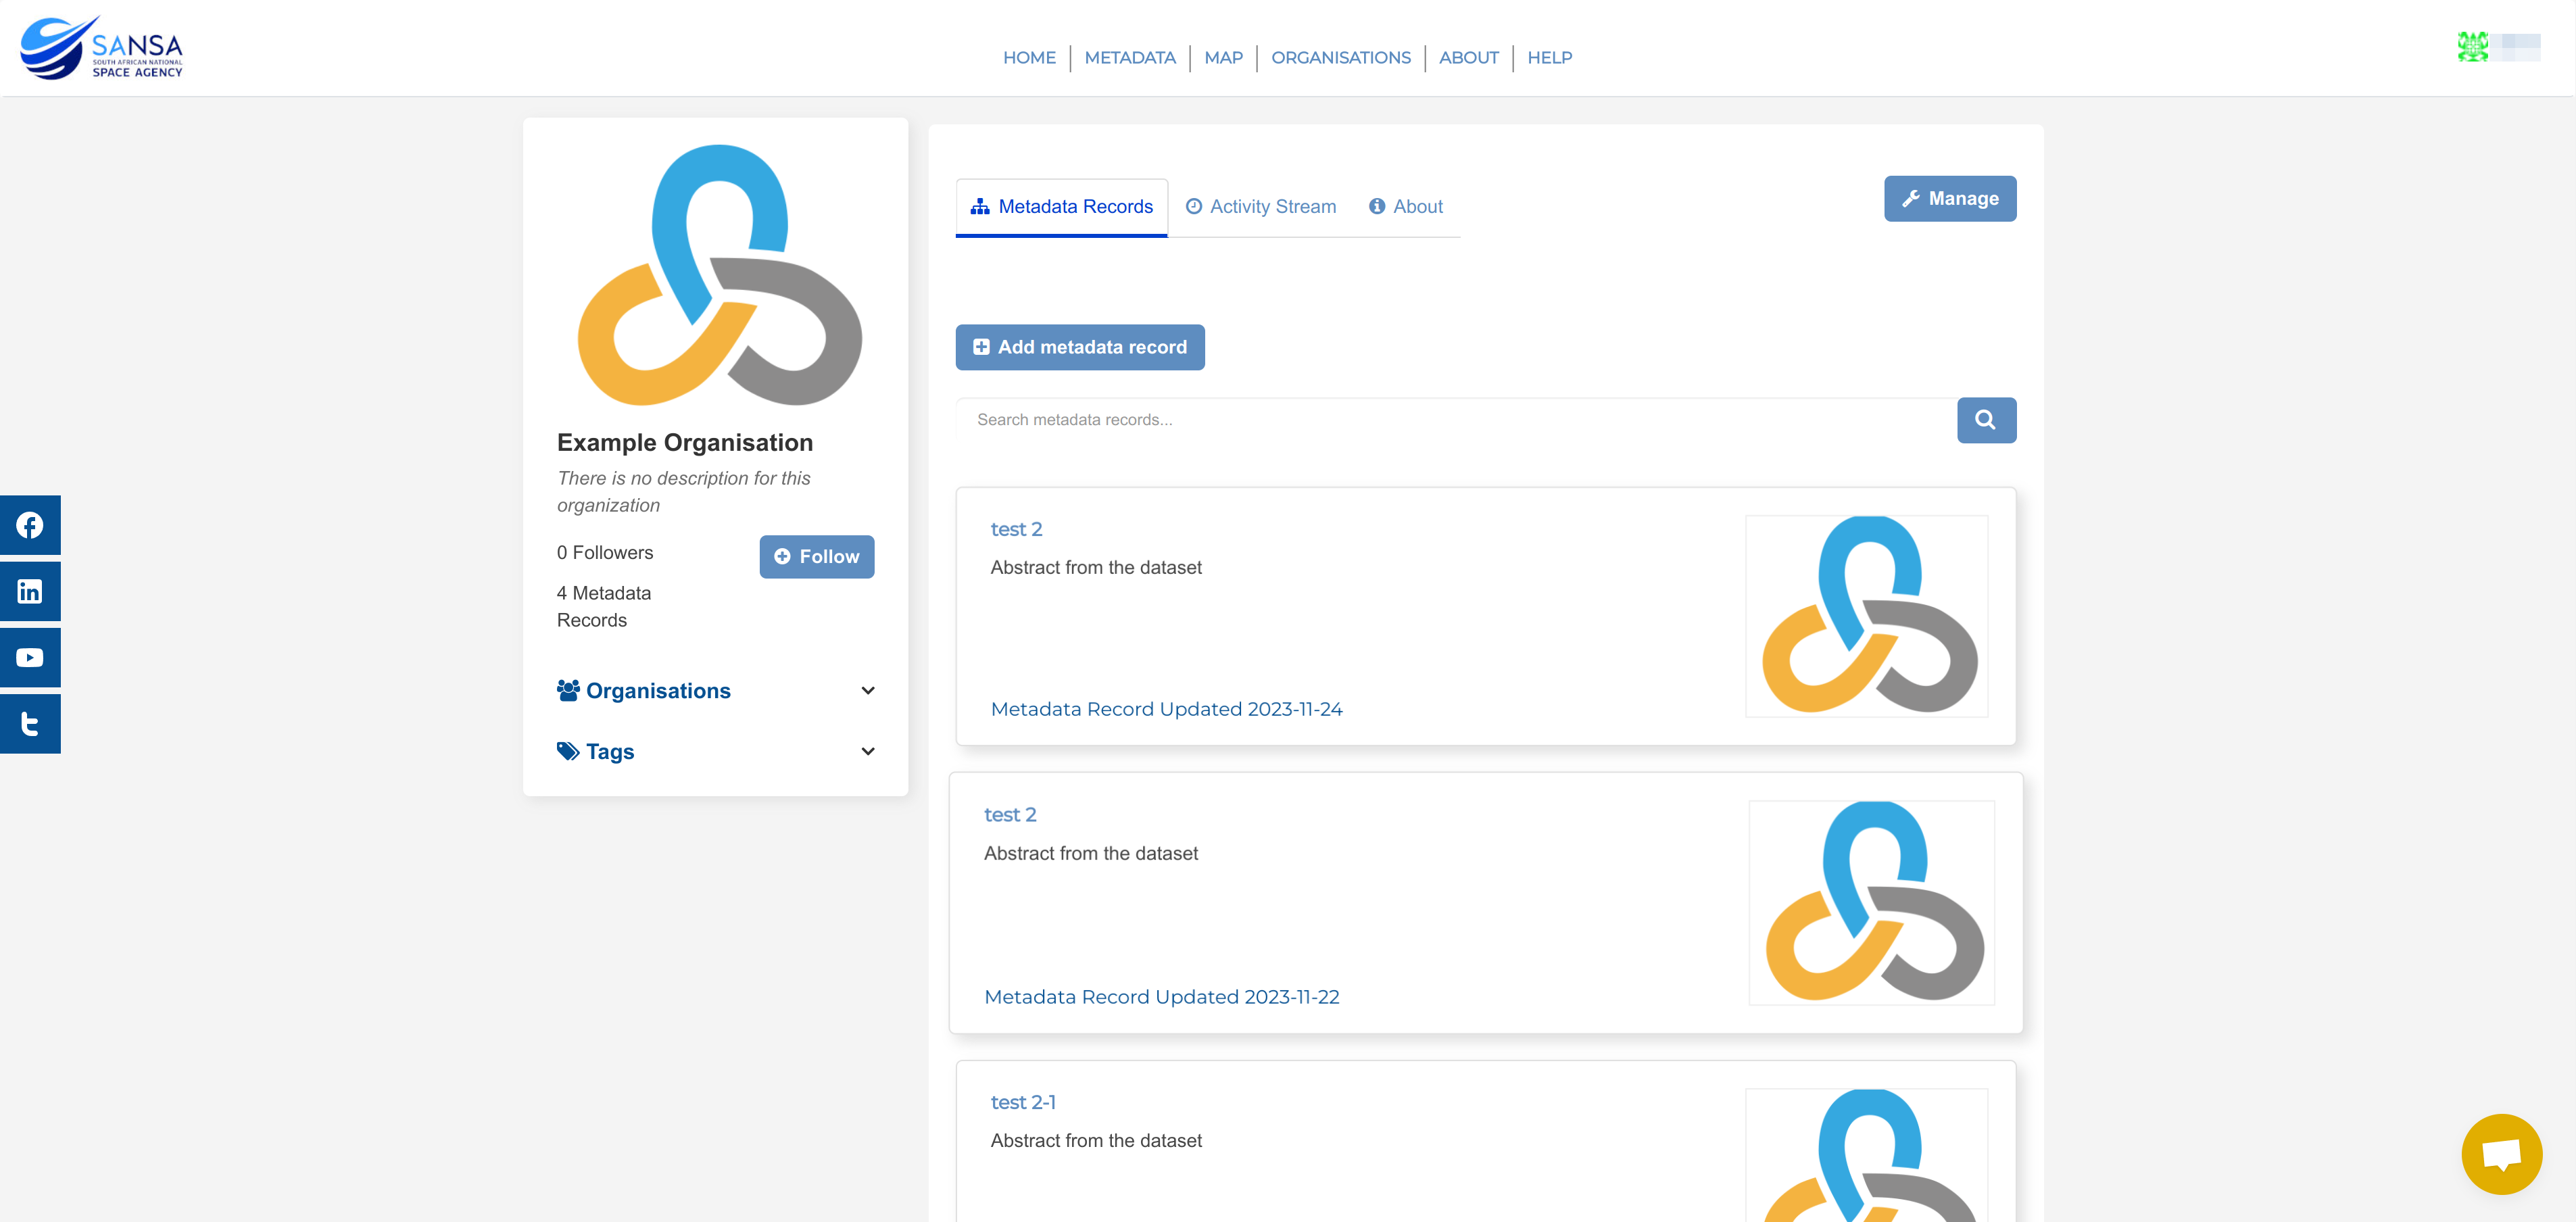 SANSA
SOUTH AFRICAN NATIONAL
SPACE AGENCY
HOME
METADATA
MAP
ORGANISATIONS
ABOUT
HELP
Example Organisation
There is no description for this
organization
0 Followers
Follow
4 Metadata
Records
Organisations
Tags
Metadata Records
Activity Stream
About
Manage
Add metadata record
Search metadata records...
test 2
Abstract from the dataset
Metadata Record Updated 2023-11-24
test 2
Abstract from the dataset
Metadata Record Updated 2023-11-22
test 2-1
Abstract from the dataset